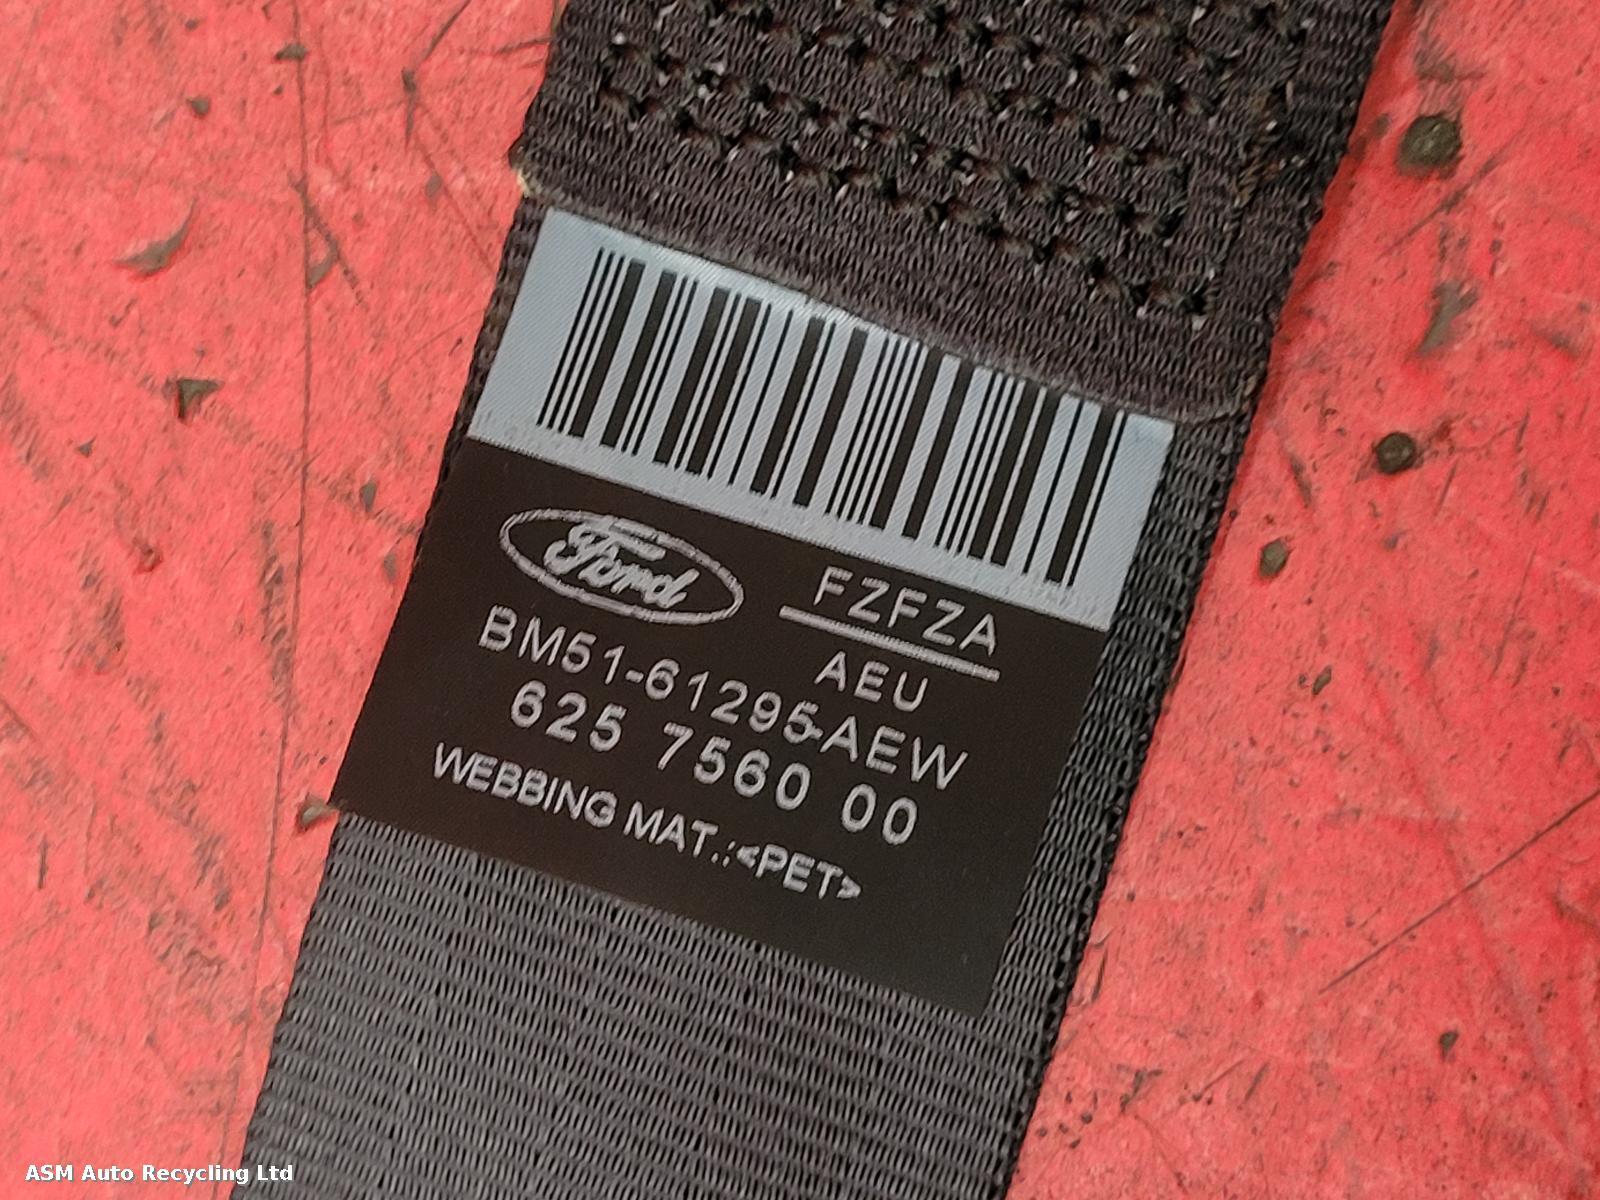 Ford
FZFZA
AEU
BM51-61295-AEW
625 7560 00
WEBBING MAT.:<PET>
ASM Auto Recycling Ltd